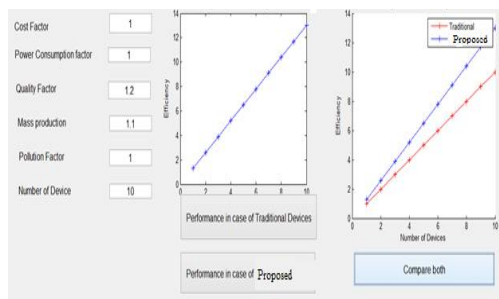 Cost Factor 1
Power Consumption factor 1
Quality Factor 1.2
Mass production 1.1
Pollution Factor 1
Number of Device 10
14
12
10
8
6
4
2
0
Efficiency
0 2 4 6 8 10
Performance in case of Traditional Devices
Performance in case of Proposed
14
12
10
8
6
4
2
0
Efficiency
Traditional
Proposed
0 2 4 6 8 10
Number of Devices
Compare both